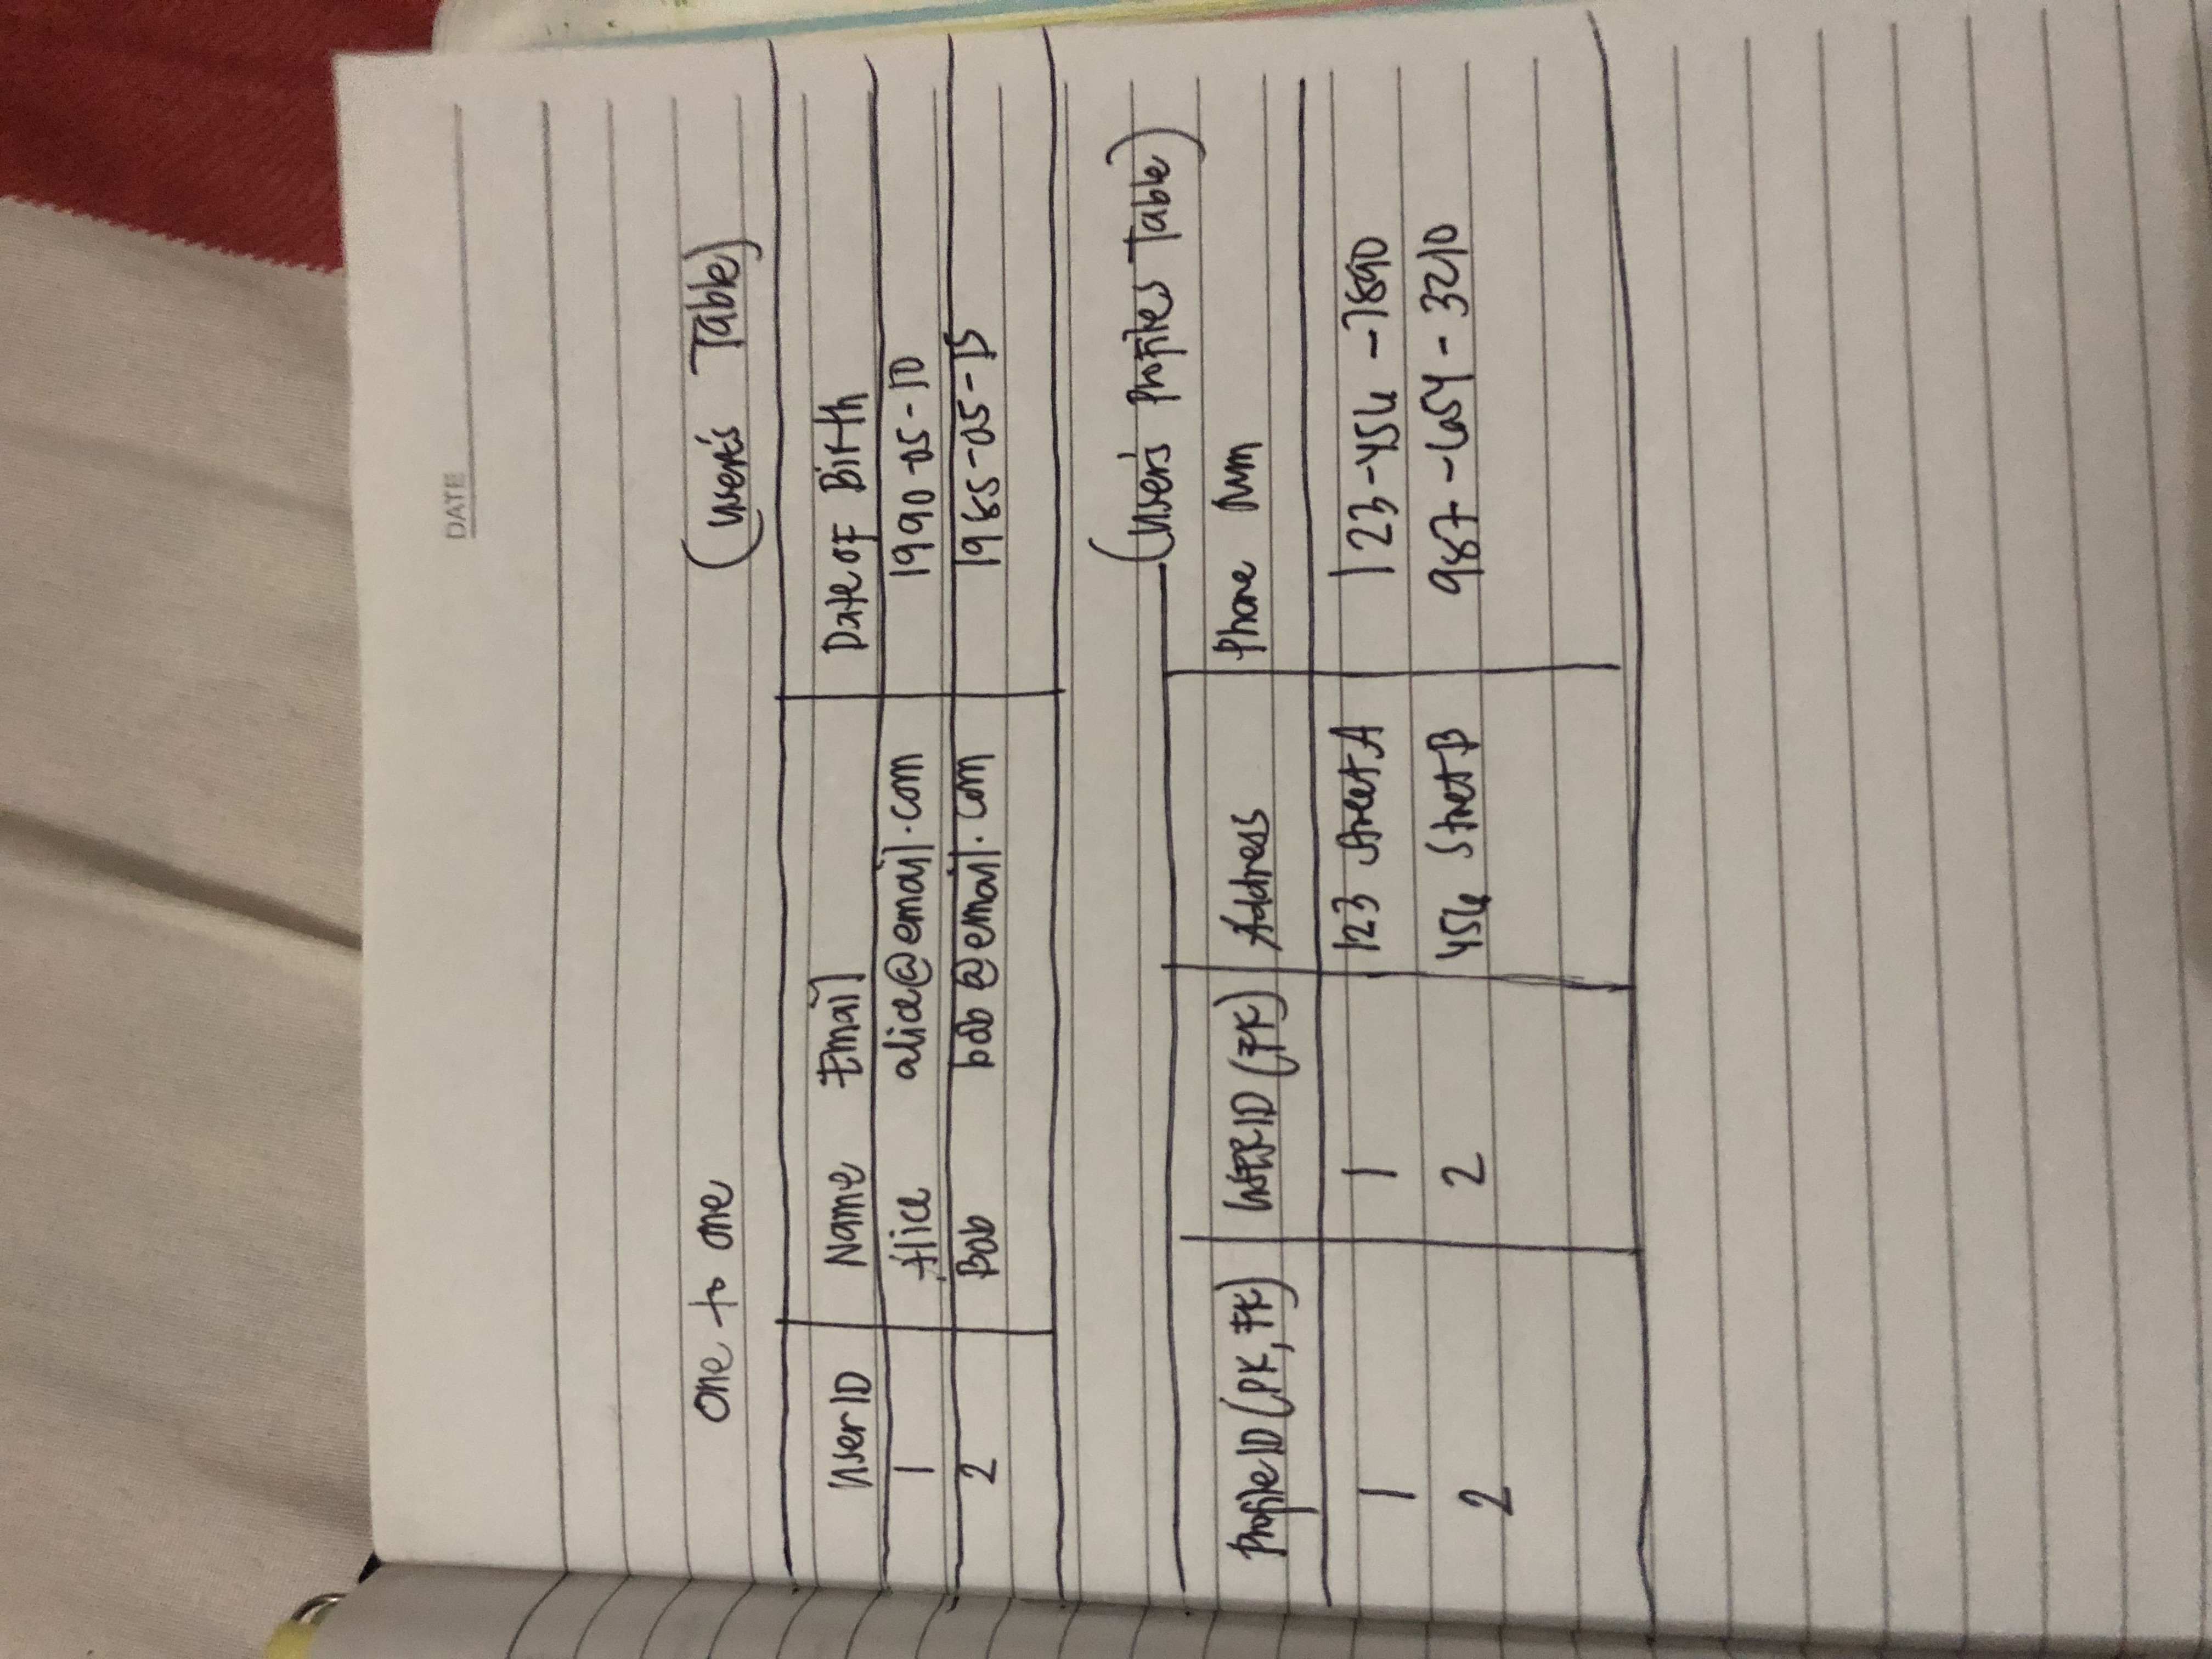 DATE
One to one (User's Table)
User ID Name Email Date of Birth
1 Alice alice@email.com 1990-05-10
2 Bob bob@email.com 1985-05-15
(User's Profiles Table)
Profile ID (PK, FK) USER ID (FK) Address Phone Num
1 1 123 Street A 123-456-7890
2 2 456 Stret B 987-654-3210